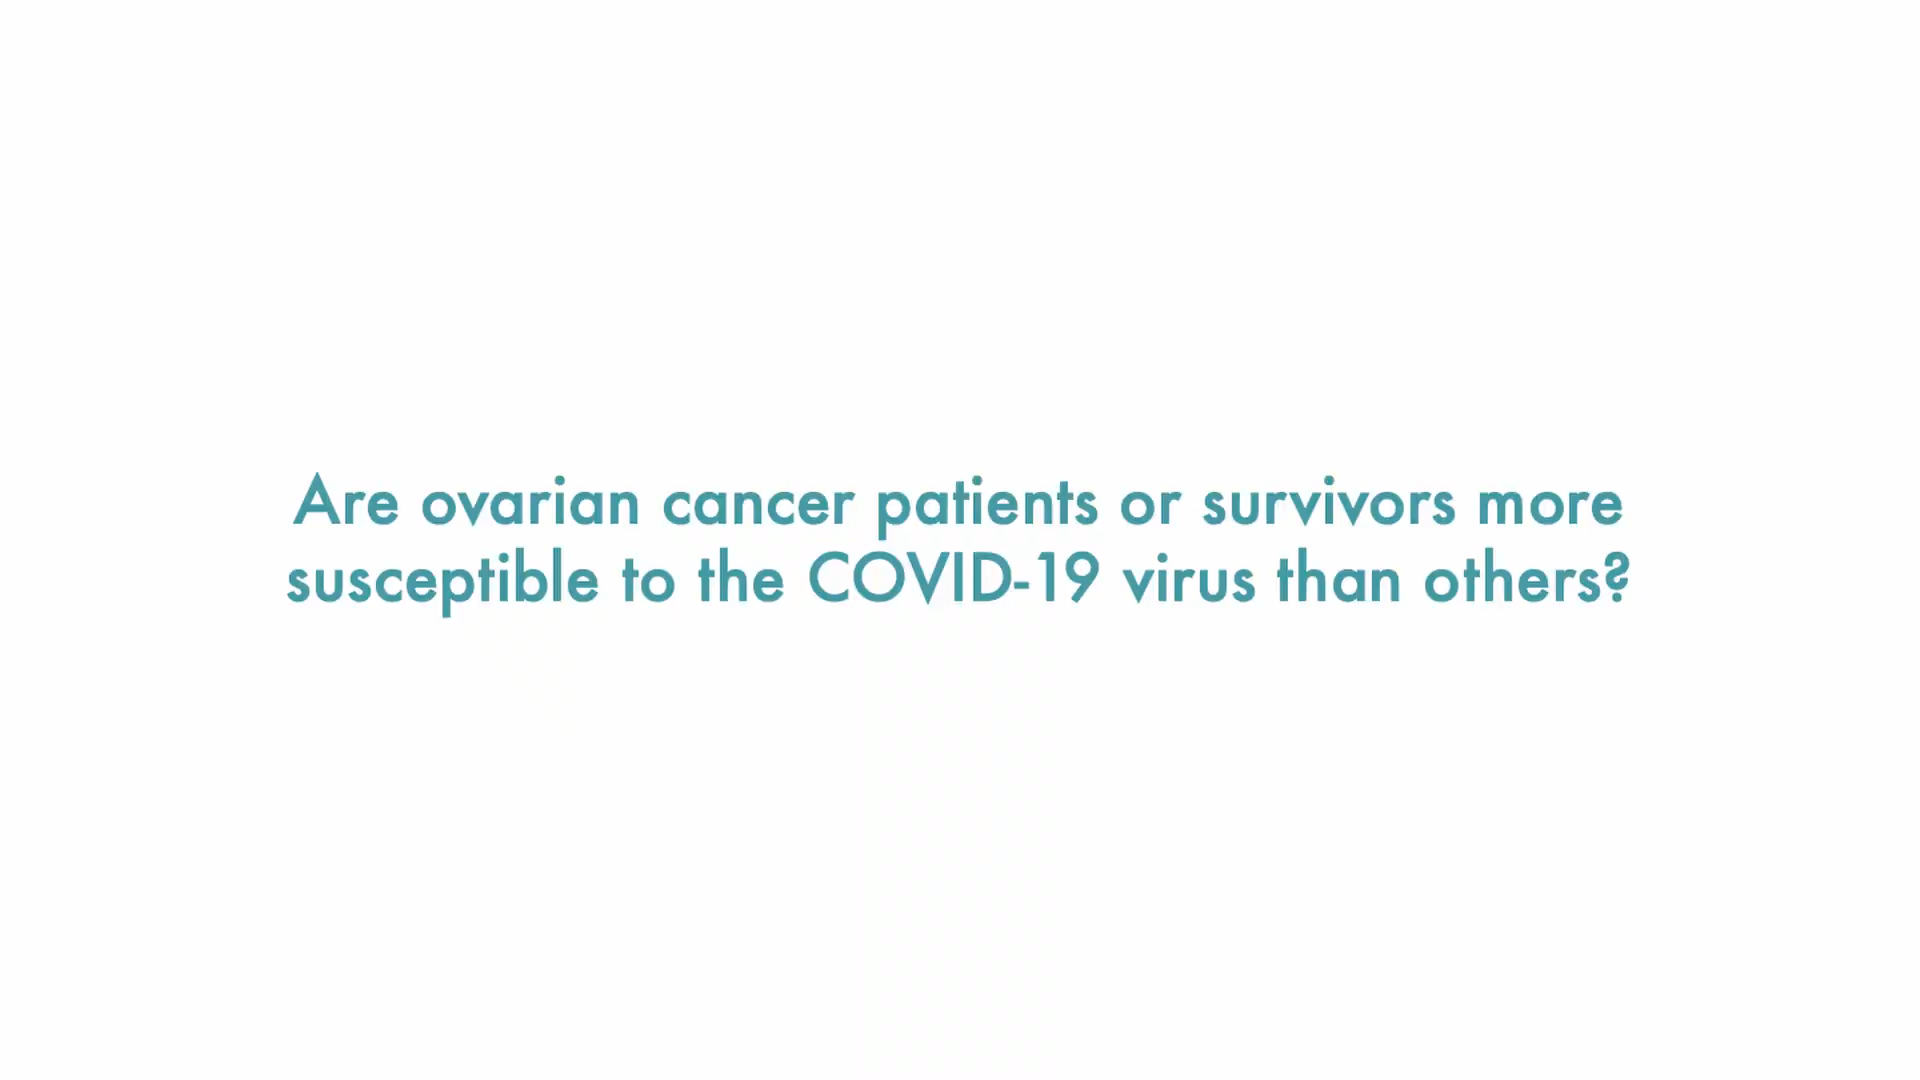 Are ovarian cancer patients or survivors more
susceptible to the COVID-19 virus than others?